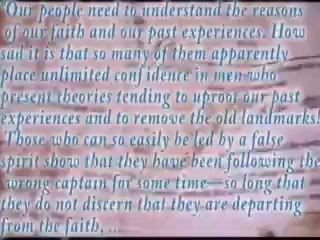 "Our people need to understand the reasons
of our faith and our past experiences. How
sad it is that so many of them apparently
place unlimited confidence in men who
present theories tending to uproot our past
experiences and to remove the old landmarks!
Those who can so easily be led by a false
spirit show that they have been following the
wrong captain for some time—so long that
they do not discern that they are departing
from the faith, ...